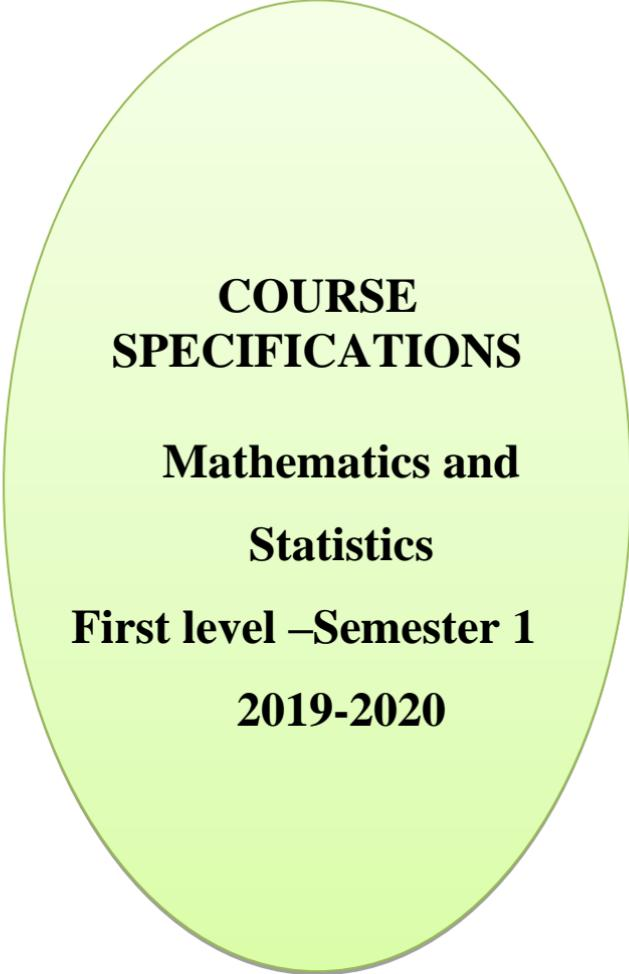 COURSE
SPECIFICATIONS
Mathematics and
Statistics
First level –Semester 1
2019-2020